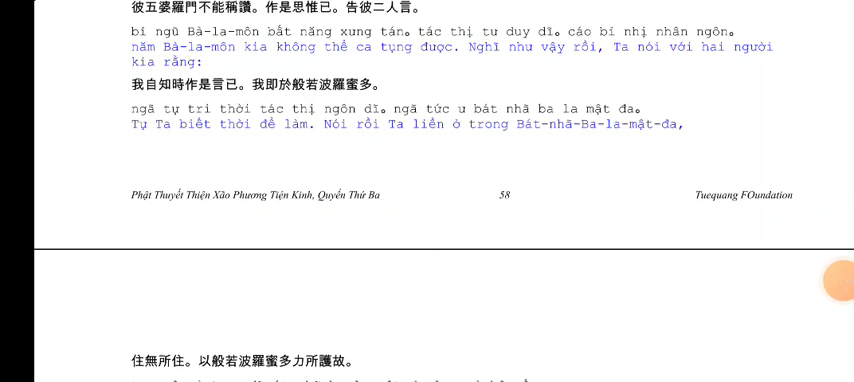 彼五婆羅門不能稱讚。作是思惟已。告彼二人言。
bỉ ngũ Bà-la-môn bất năng xưng tán。tác thị tư duy dĩ。cáo bỉ nhị nhân ngôn。
năm Bà-la-môn kia không thể ca tụng được. Nghĩ như vậy rồi, Ta nói với hai người
kia rằng:
我自知時作是言已。我即於般若波羅蜜多。
ngã tự tri thời tác thị ngôn dĩ。ngã tức ư bát nhã ba la mật đa。
Tự Ta biết thời để làm. Nói rồi Ta liền ở trong Bát-nhã-Ba-la-mật-đa,
Phật Thuyết Thiện Xão Phương Tiện Kinh, Quyển Thứ Ba 58 Tuequang FOundation
住無所住。以般若波羅蜜多力所護故。